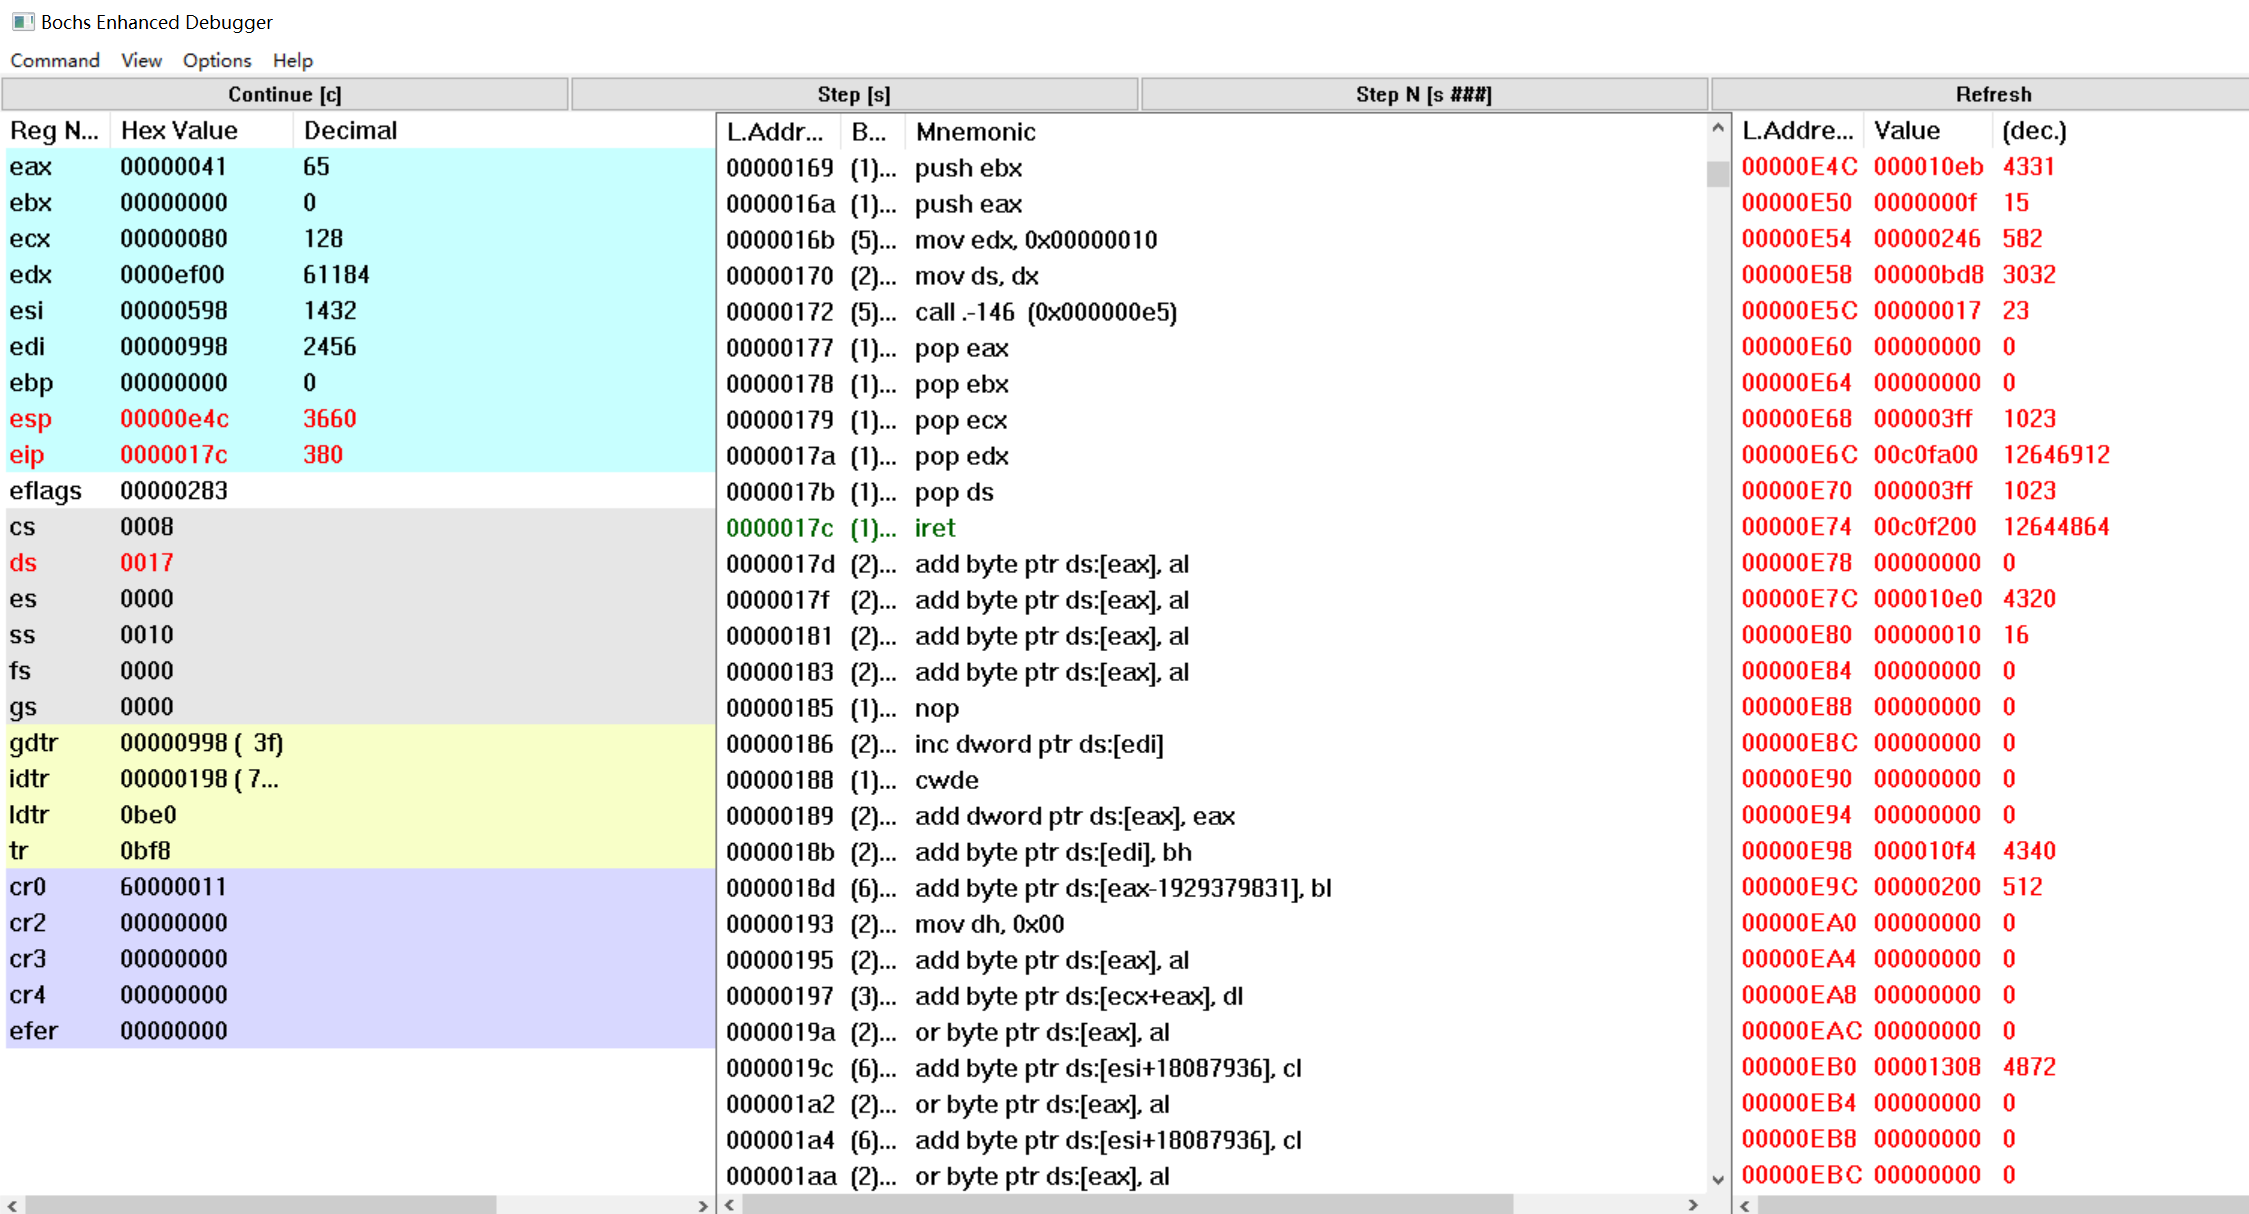 Bochs Enhanced Debugger
Command View Options Help
Continue [c] Step [s] Step N [s ###] Refresh
Reg N... Hex Value Decimal
eax 00000041 65
ebx 00000000 0
ecx 00000080 128
edx 0000ef00 61184
esi 00000598 1432
edi 00000998 2456
ebp 00000000 0
esp 00000e4c 3660
eip 0000017c 380
eflags 00000283
cs 0008
ds 0017
es 0000
ss 0010
fs 0000
gs 0000
gdtr 00000998 ( 3f)
idtr 00000198 ( 7...
ldtr 0be0
tr 0bf8
cr0 60000011
cr2 00000000
cr3 00000000
cr4 00000000
efer 00000000
L.Addr... B... Mnemonic
00000169 (1)... push ebx
0000016a (1)... push eax
0000016b (5)... mov edx, 0x00000010
00000170 (2)... mov ds, dx
00000172 (5)... call .-146 (0x000000e5)
00000177 (1)... pop eax
00000178 (1)... pop ebx
00000179 (1)... pop ecx
0000017a (1)... pop edx
0000017b (1)... pop ds
0000017c (1)... iret
0000017d (2)... add byte ptr ds:[eax], al
0000017f (2)... add byte ptr ds:[eax], al
00000181 (2)... add byte ptr ds:[eax], al
00000183 (2)... add byte ptr ds:[eax], al
00000185 (1)... nop
00000186 (2)... inc dword ptr ds:[edi]
00000188 (1)... cwde
00000189 (2)... add dword ptr ds:[eax], eax
0000018b (2)... add byte ptr ds:[edi], bh
0000018d (6)... add byte ptr ds:[eax-1929379831], bl
00000193 (2)... mov dh, 0x00
00000195 (2)... add byte ptr ds:[eax], al
00000197 (3)... add byte ptr ds:[ecx+eax], dl
0000019a (2)... or byte ptr ds:[eax], al
0000019c (6)... add byte ptr ds:[esi+18087936], cl
000001a2 (2)... or byte ptr ds:[eax], al
000001a4 (6)... add byte ptr ds:[esi+18087936], cl
000001aa (2)... or byte ptr ds:[eax], al
L.Addre... Value (dec.)
00000E4C 000010eb 4331
00000E50 0000000f 15
00000E54 00000246 582
00000E58 00000bd8 3032
00000E5C 00000017 23
00000E60 00000000 0
00000E64 00000000 0
00000E68 000003ff 1023
00000E6C 00c0fa00 12646912
00000E70 000003ff 1023
00000E74 00c0f200 12644864
00000E78 00000000 0
00000E7C 000010e0 4320
00000E80 00000010 16
00000E84 00000000 0
00000E88 00000000 0
00000E8C 00000000 0
00000E90 00000000 0
00000E94 00000000 0
00000E98 000010f4 4340
00000E9C 00000200 512
00000EA0 00000000 0
00000EA4 00000000 0
00000EA8 00000000 0
00000EAC 00000000 0
00000EB0 00001308 4872
00000EB4 00000000 0
00000EB8 00000000 0
00000EBC 00000000 0